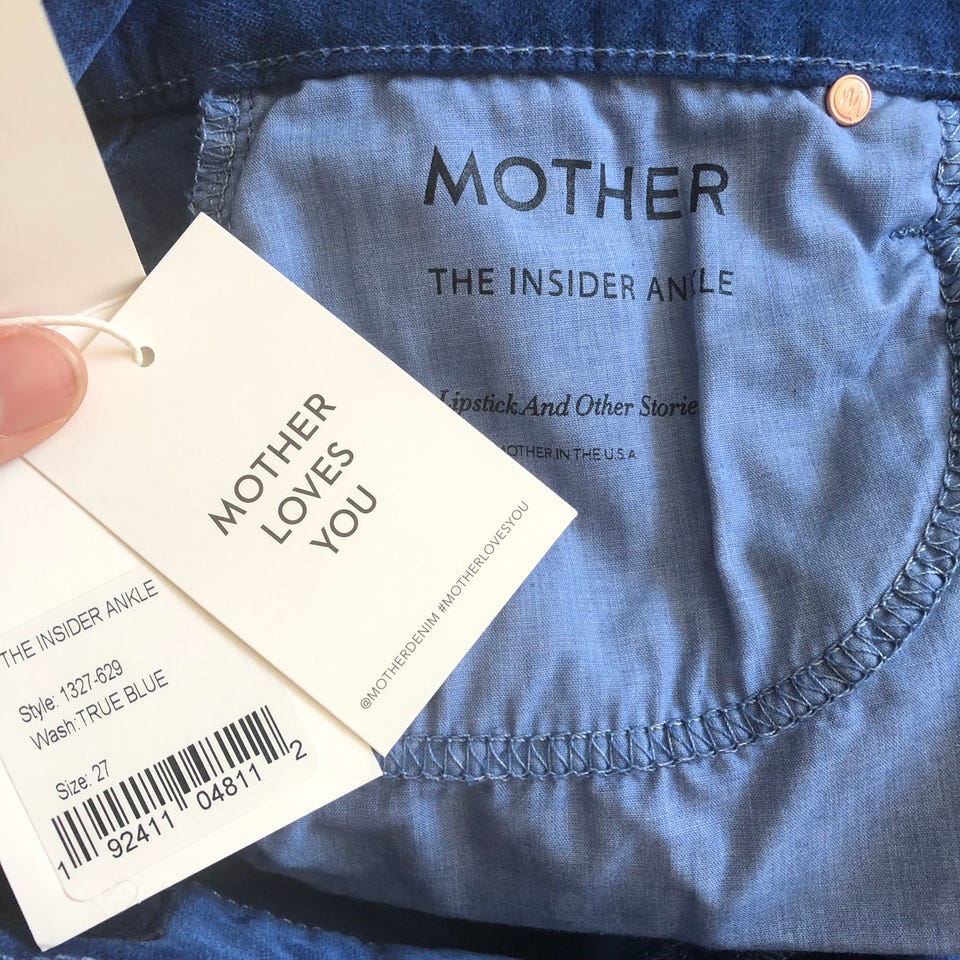 MOTHER
THE INSIDER ANKLE
Lipstick And Other Storie
MOTHER IN THE U.S.A
MOTHER
LOVES
YOU
@MOTHERDENIM #MOTHERLOVESYOU
THE INSIDER ANKLE
Style: 1327-629
Wash:TRUE BLUE
Size: 27
1 92411 04811 2
M